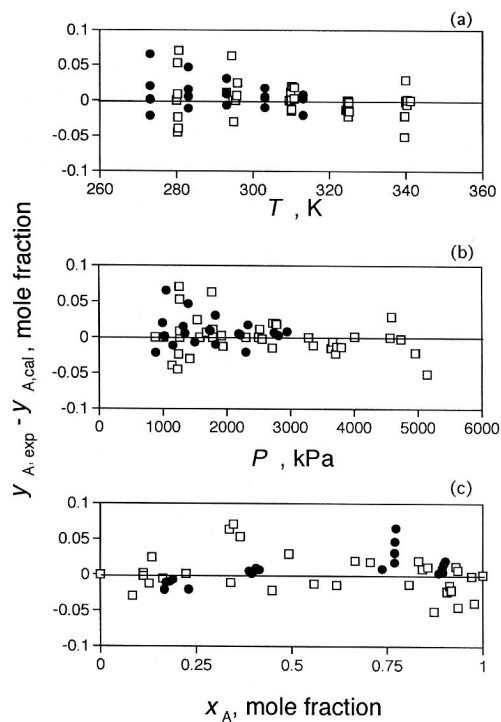 (a)
0.1
0.05
0
-0.05
-0.1
260 280 300 320 340 360
T , K
(b)
0.1
0.05
0
-0.05
-0.1
0 1000 2000 3000 4000 5000 6000
P , kPa
(c)
0.1
0.05
0
-0.05
-0.1
0 0.25 0.5 0.75 1
x A, mole fraction
y A, exp - y A,cal , mole fraction